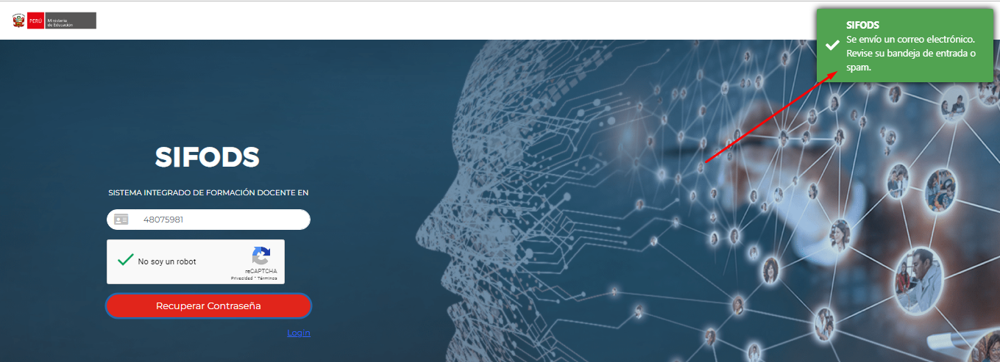 PERÚ
Ministerio
de Educación
SIFODS
Se envío un correo electrónico.
Revise su bandeja de entrada o
spam.
SIFODS
SISTEMA INTEGRADO DE FORMACIÓN DOCENTE EN
48075981
No soy un robot
reCAPTCHA
Privacidad - Términos
Recuperar Contraseña
Login